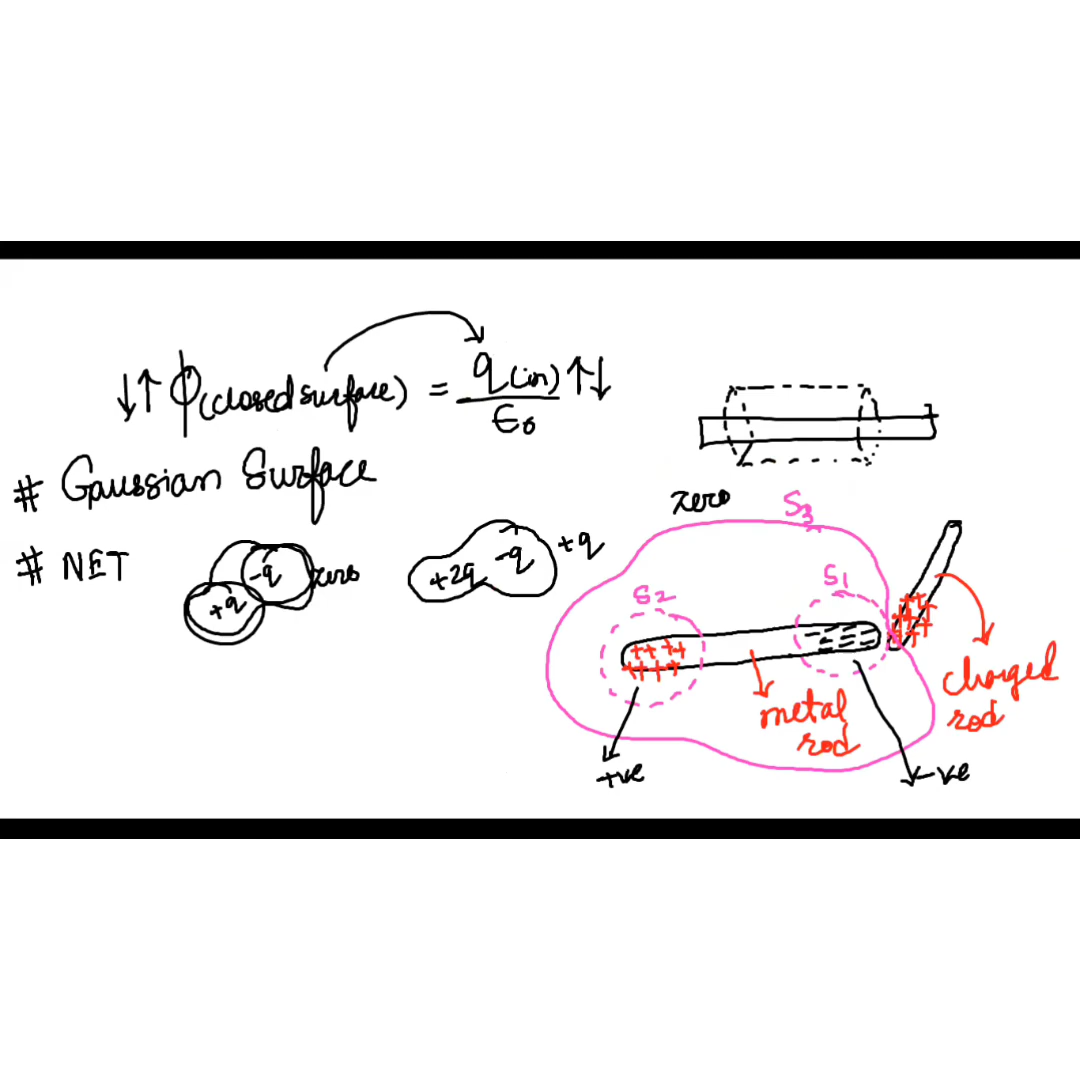 ↓↑ ϕ(closed surface) = q(in)/ε₀ ↑↓
# Gaussian Surface
# NET
+q -q zero
+2q -q +q
zero
S3
S2
S1
++ ++
++++
metal
rod
charged
rod
+ve
-ve